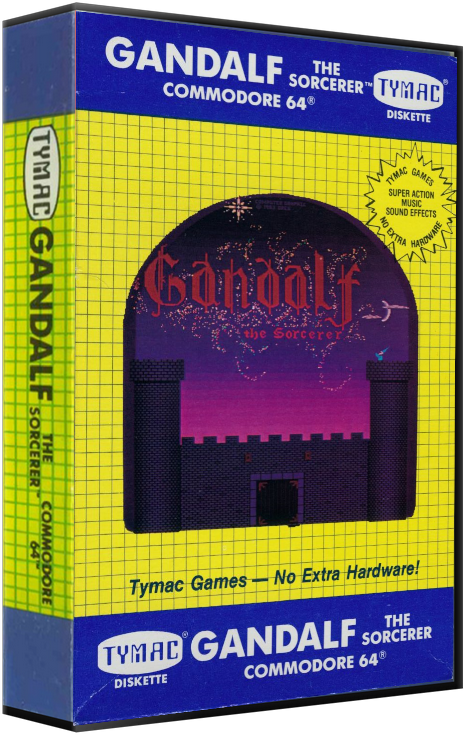 GANDALF THE SORCERER™
COMMODORE 64®
TYMAC®
DISKETTE
TYMAC GAMES
SUPER ACTION
MUSIC
SOUND EFFECTS
NO EXTRA HARDWARE
Gandalf
the Sorcerer
Tymac Games — No Extra Hardware!
TYMAC®
DISKETTE
GANDALF THE SORCERER
COMMODORE 64®
TYMAC GANDALF THE SORCERER™ COMMODORE 64™